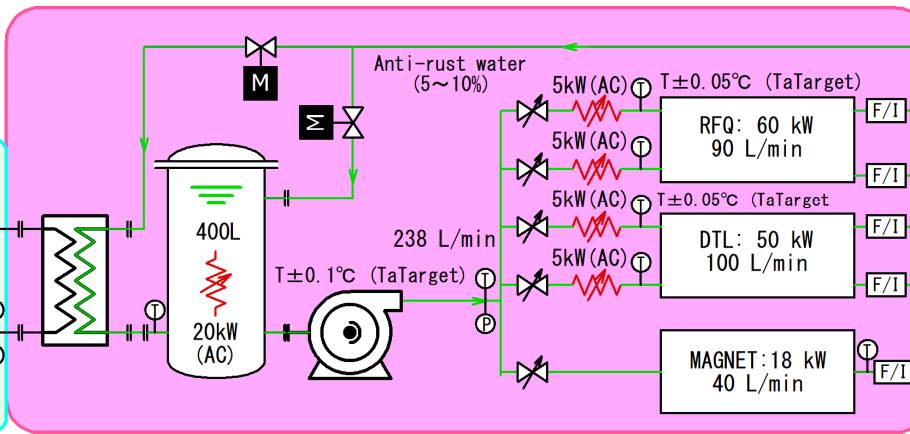 M
Anti-rust water
(5～10%)
M
5kW(AC)
T
T±0.05℃ (TaTarget)
RFQ: 60 kW
90 L/min
F/I
5kW(AC)
T
F/I
400L
20kW
(AC)
T
T±0.1℃ (TaTarget)
238 L/min
T
P
5kW(AC)
T
T±0.05℃ (TaTarget
DTL: 50 kW
100 L/min
F/I
5kW(AC)
T
F/I
MAGNET:18 kW
40 L/min
T
F/I